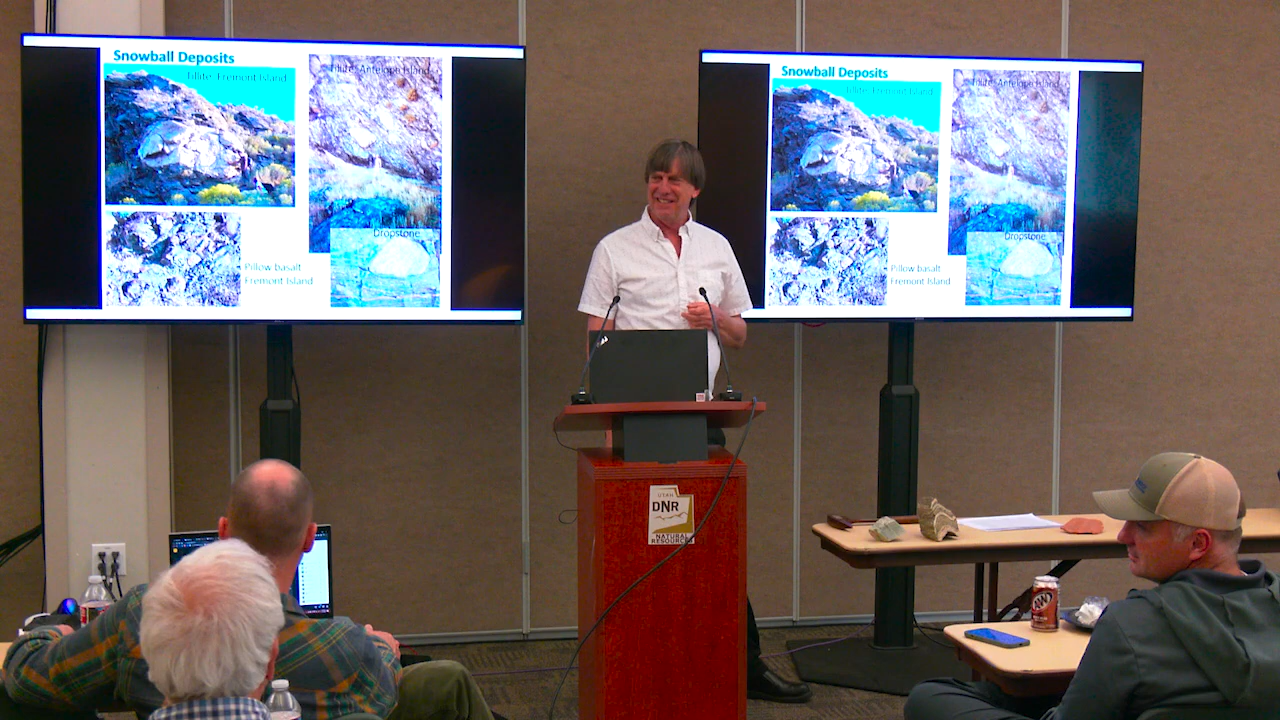 Snowball Deposits
Tillite: Fremont Island
Tillite: Antelope Island
Dropstone
Pillow basalt
Fremont Island
Snowball Deposits
Tillite: Fremont Island
Tillite: Antelope Island
Dropstone
Pillow basalt
Fremont Island
UTAH
DNR
NATURAL
RESOURCES
A&W